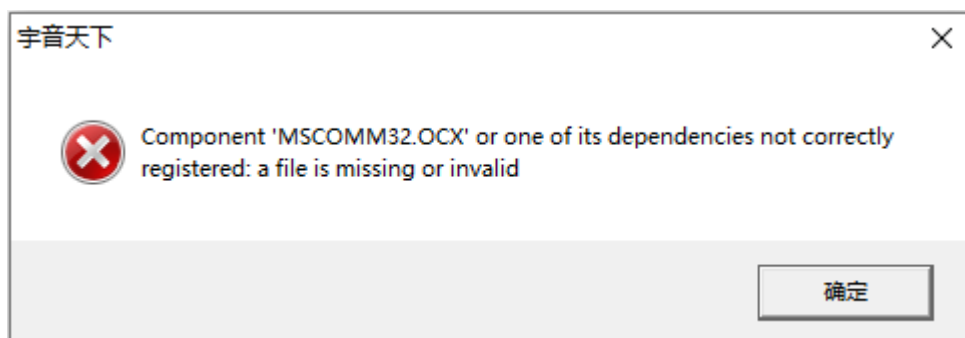 宇音天下
Component 'MSCOMM32.OCX' or one of its dependencies not correctly
registered: a file is missing or invalid
确定